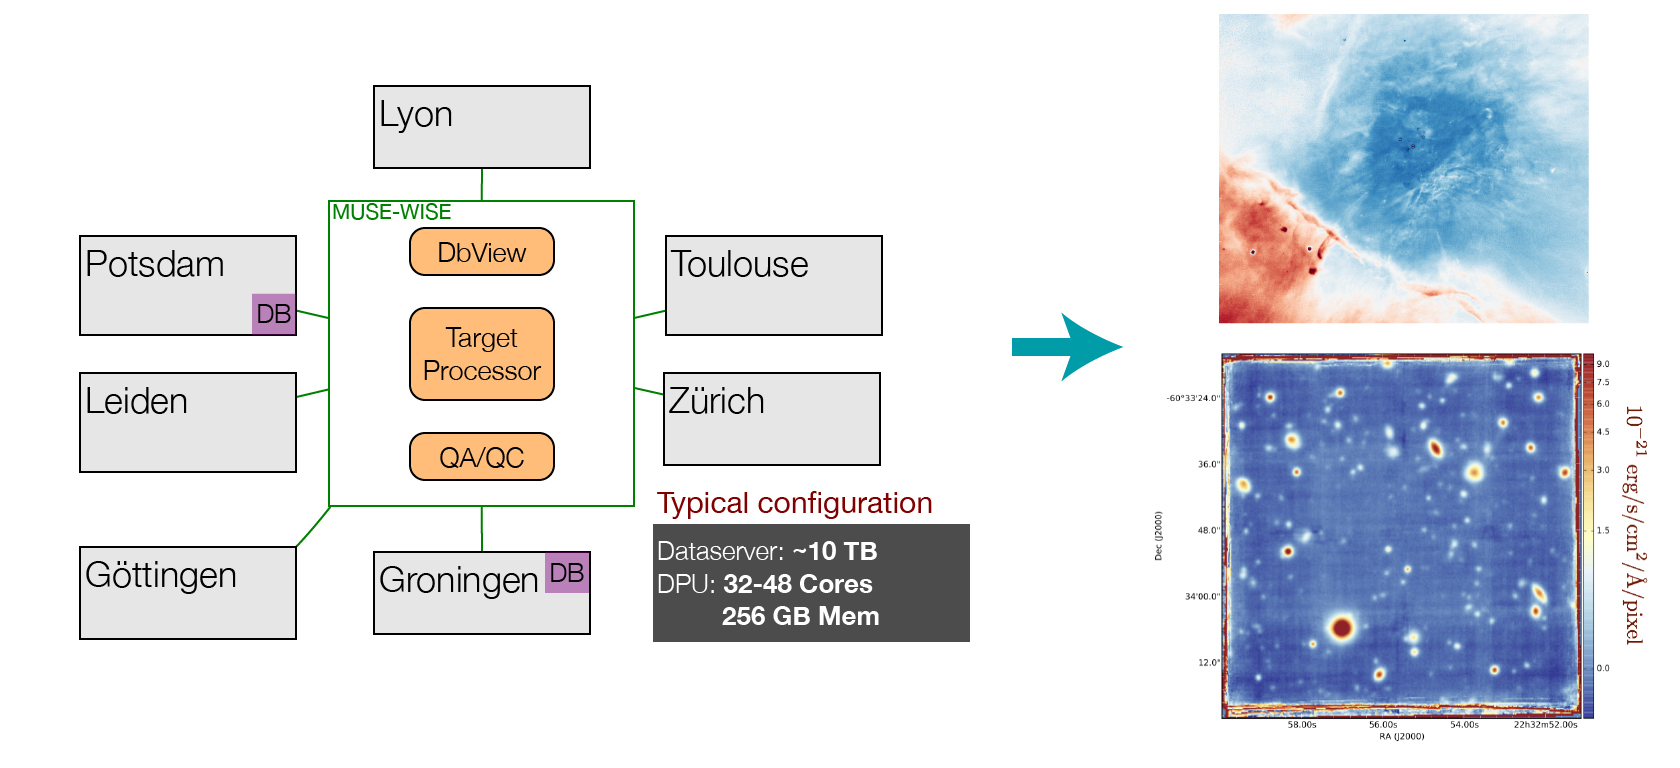 Lyon
MUSE-WISE
DbView
Potsdam
DB
Toulouse
Target
Processor
Leiden
Zürich
QA/QC
Göttingen
Groningen
DB
Typical configuration
Dataserver: ~10 TB
DPU: 32-48 Cores
256 GB Mem
-60°33'24.0"
36.0"
48.0"
34'00.0"
12.0"
Dec (J2000)
58.00s 56.00s 54.00s 22h32m52.00s
RA (J2000)
9.0
7.5
6.0
4.5
3.0
1.5
0.0
10⁻²¹ erg/s/cm²/Å/pixel